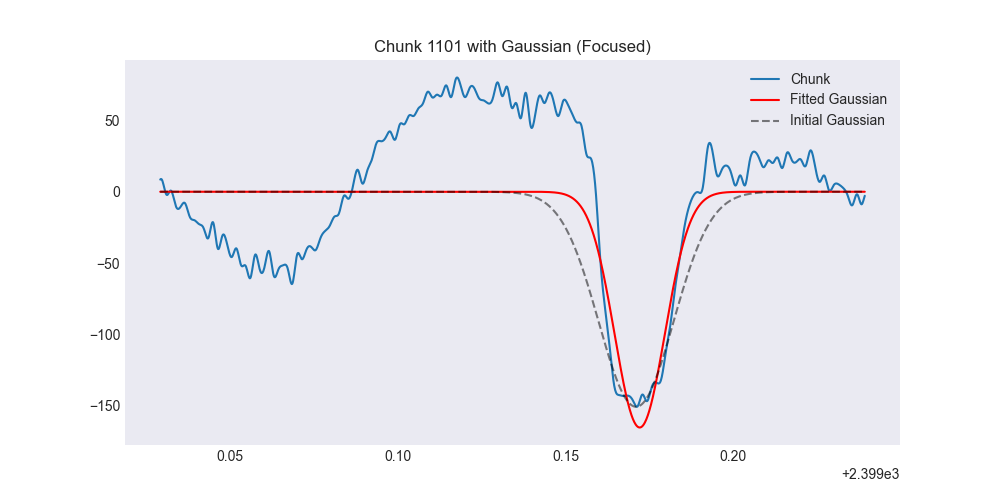 Chunk 1101 with Gaussian (Focused)
Chunk
Fitted Gaussian
Initial Gaussian
50
0
−50
−100
−150
0.05 0.10 0.15 0.20
+2.399e3